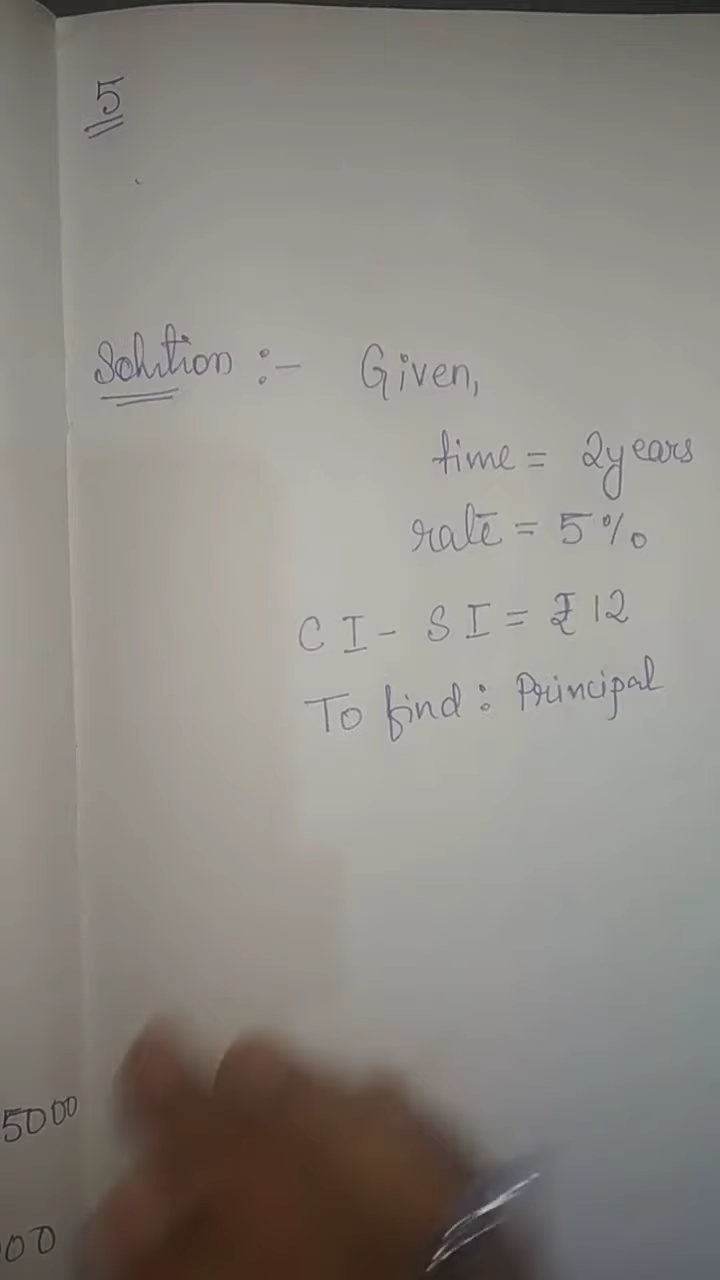 5
Solution :- Given,
time = 2years
rate = 5%
CI - SI = ₹12
To find : Principal
5000
00